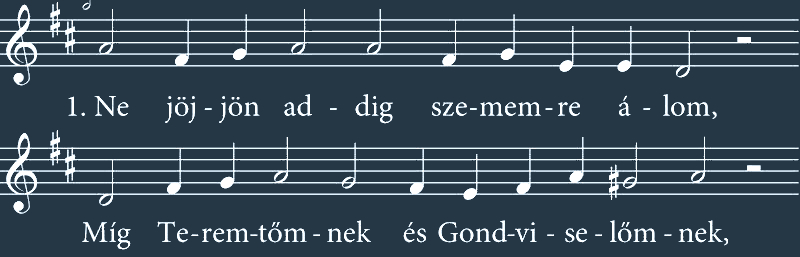 1. Ne jöj - jön ad - dig sze-mem-re á - lom,
Míg Te-rem-tőm-nek és Gond-vi - se - lőm - nek,